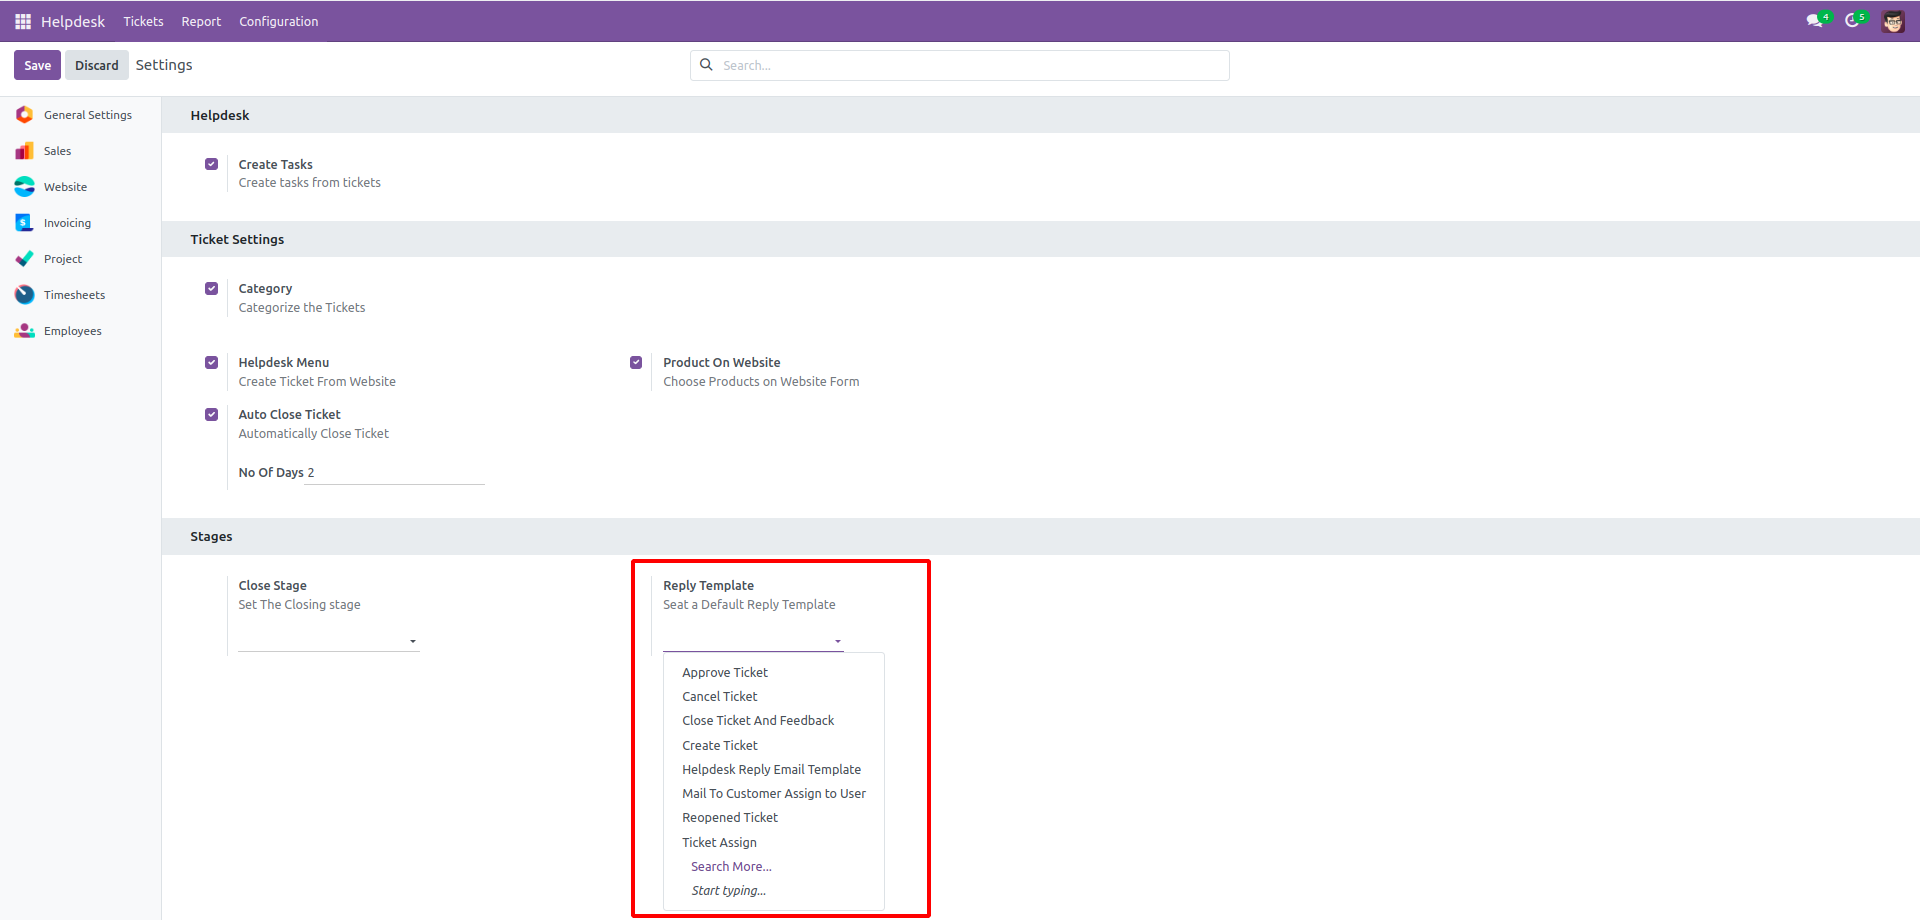 Helpdesk Tickets Report Configuration 4 5
Save Discard Settings Search...
General Settings
Sales
Website
Invoicing
Project
Timesheets
Employees
Helpdesk
Create Tasks
Create tasks from tickets
Ticket Settings
Category
Categorize the Tickets
Helpdesk Menu
Create Ticket From Website
Product On Website
Choose Products on Website Form
Auto Close Ticket
Automatically Close Ticket
No Of Days 2
Stages
Close Stage
Set The Closing stage
Reply Template
Seat a Default Reply Template
Approve Ticket
Cancel Ticket
Close Ticket And Feedback
Create Ticket
Helpdesk Reply Email Template
Mail To Customer Assign to User
Reopened Ticket
Ticket Assign
Search More...
Start typing...